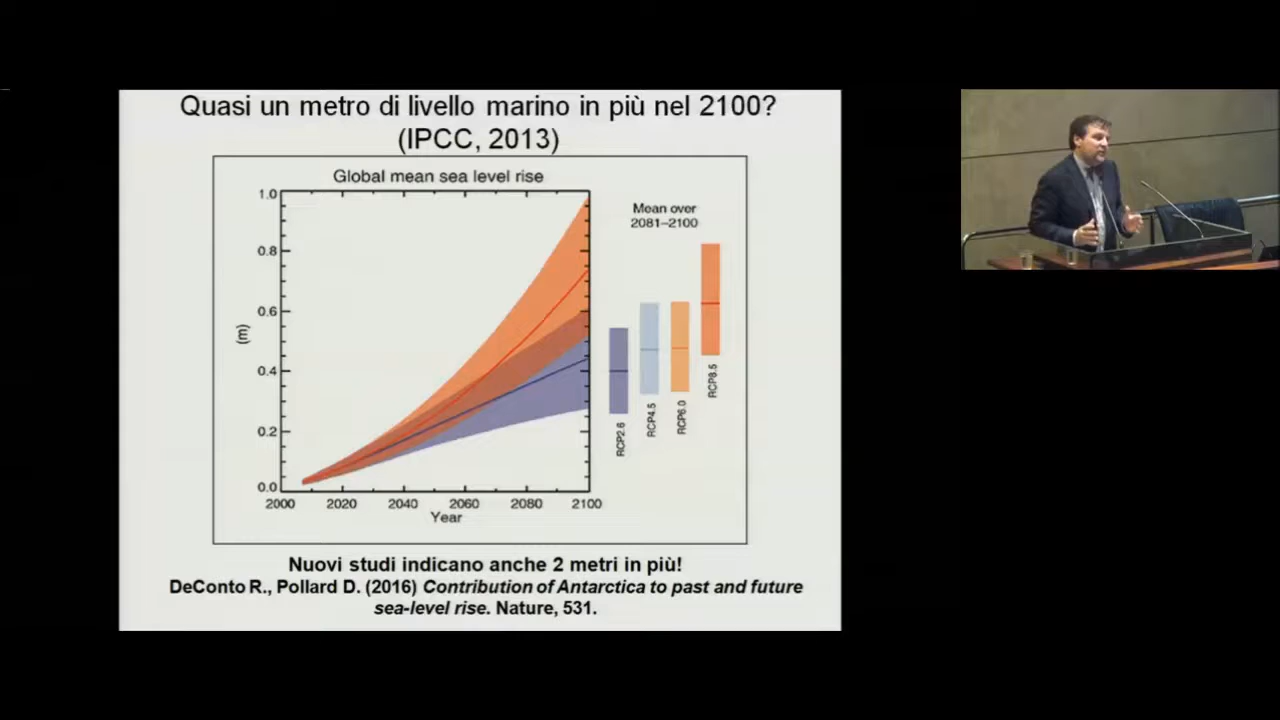 Quasi un metro di livello marino in più nel 2100?
(IPCC, 2013)
Global mean sea level rise
1.0
0.8
0.6
0.4
0.2
0.0
(m)
2000 2020 2040 2060 2080 2100
Year
Mean over
2081–2100
RCP2.6
RCP4.5
RCP6.0
RCP8.5
Nuovi studi indicano anche 2 metri in più!
DeConto R., Pollard D. (2016) Contribution of Antarctica to past and future
sea-level rise. Nature, 531.